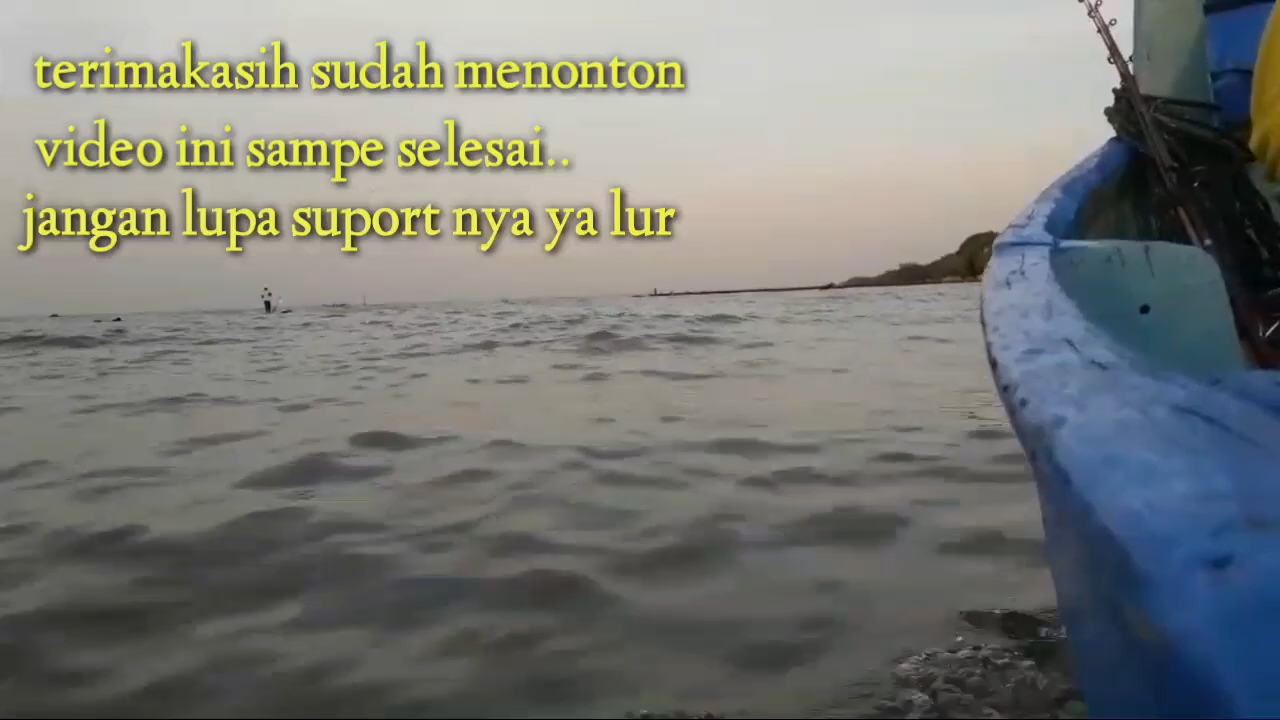 terimakasih sudah menonton
video ini sampe selesai..
jangan lupa suport nya ya lur